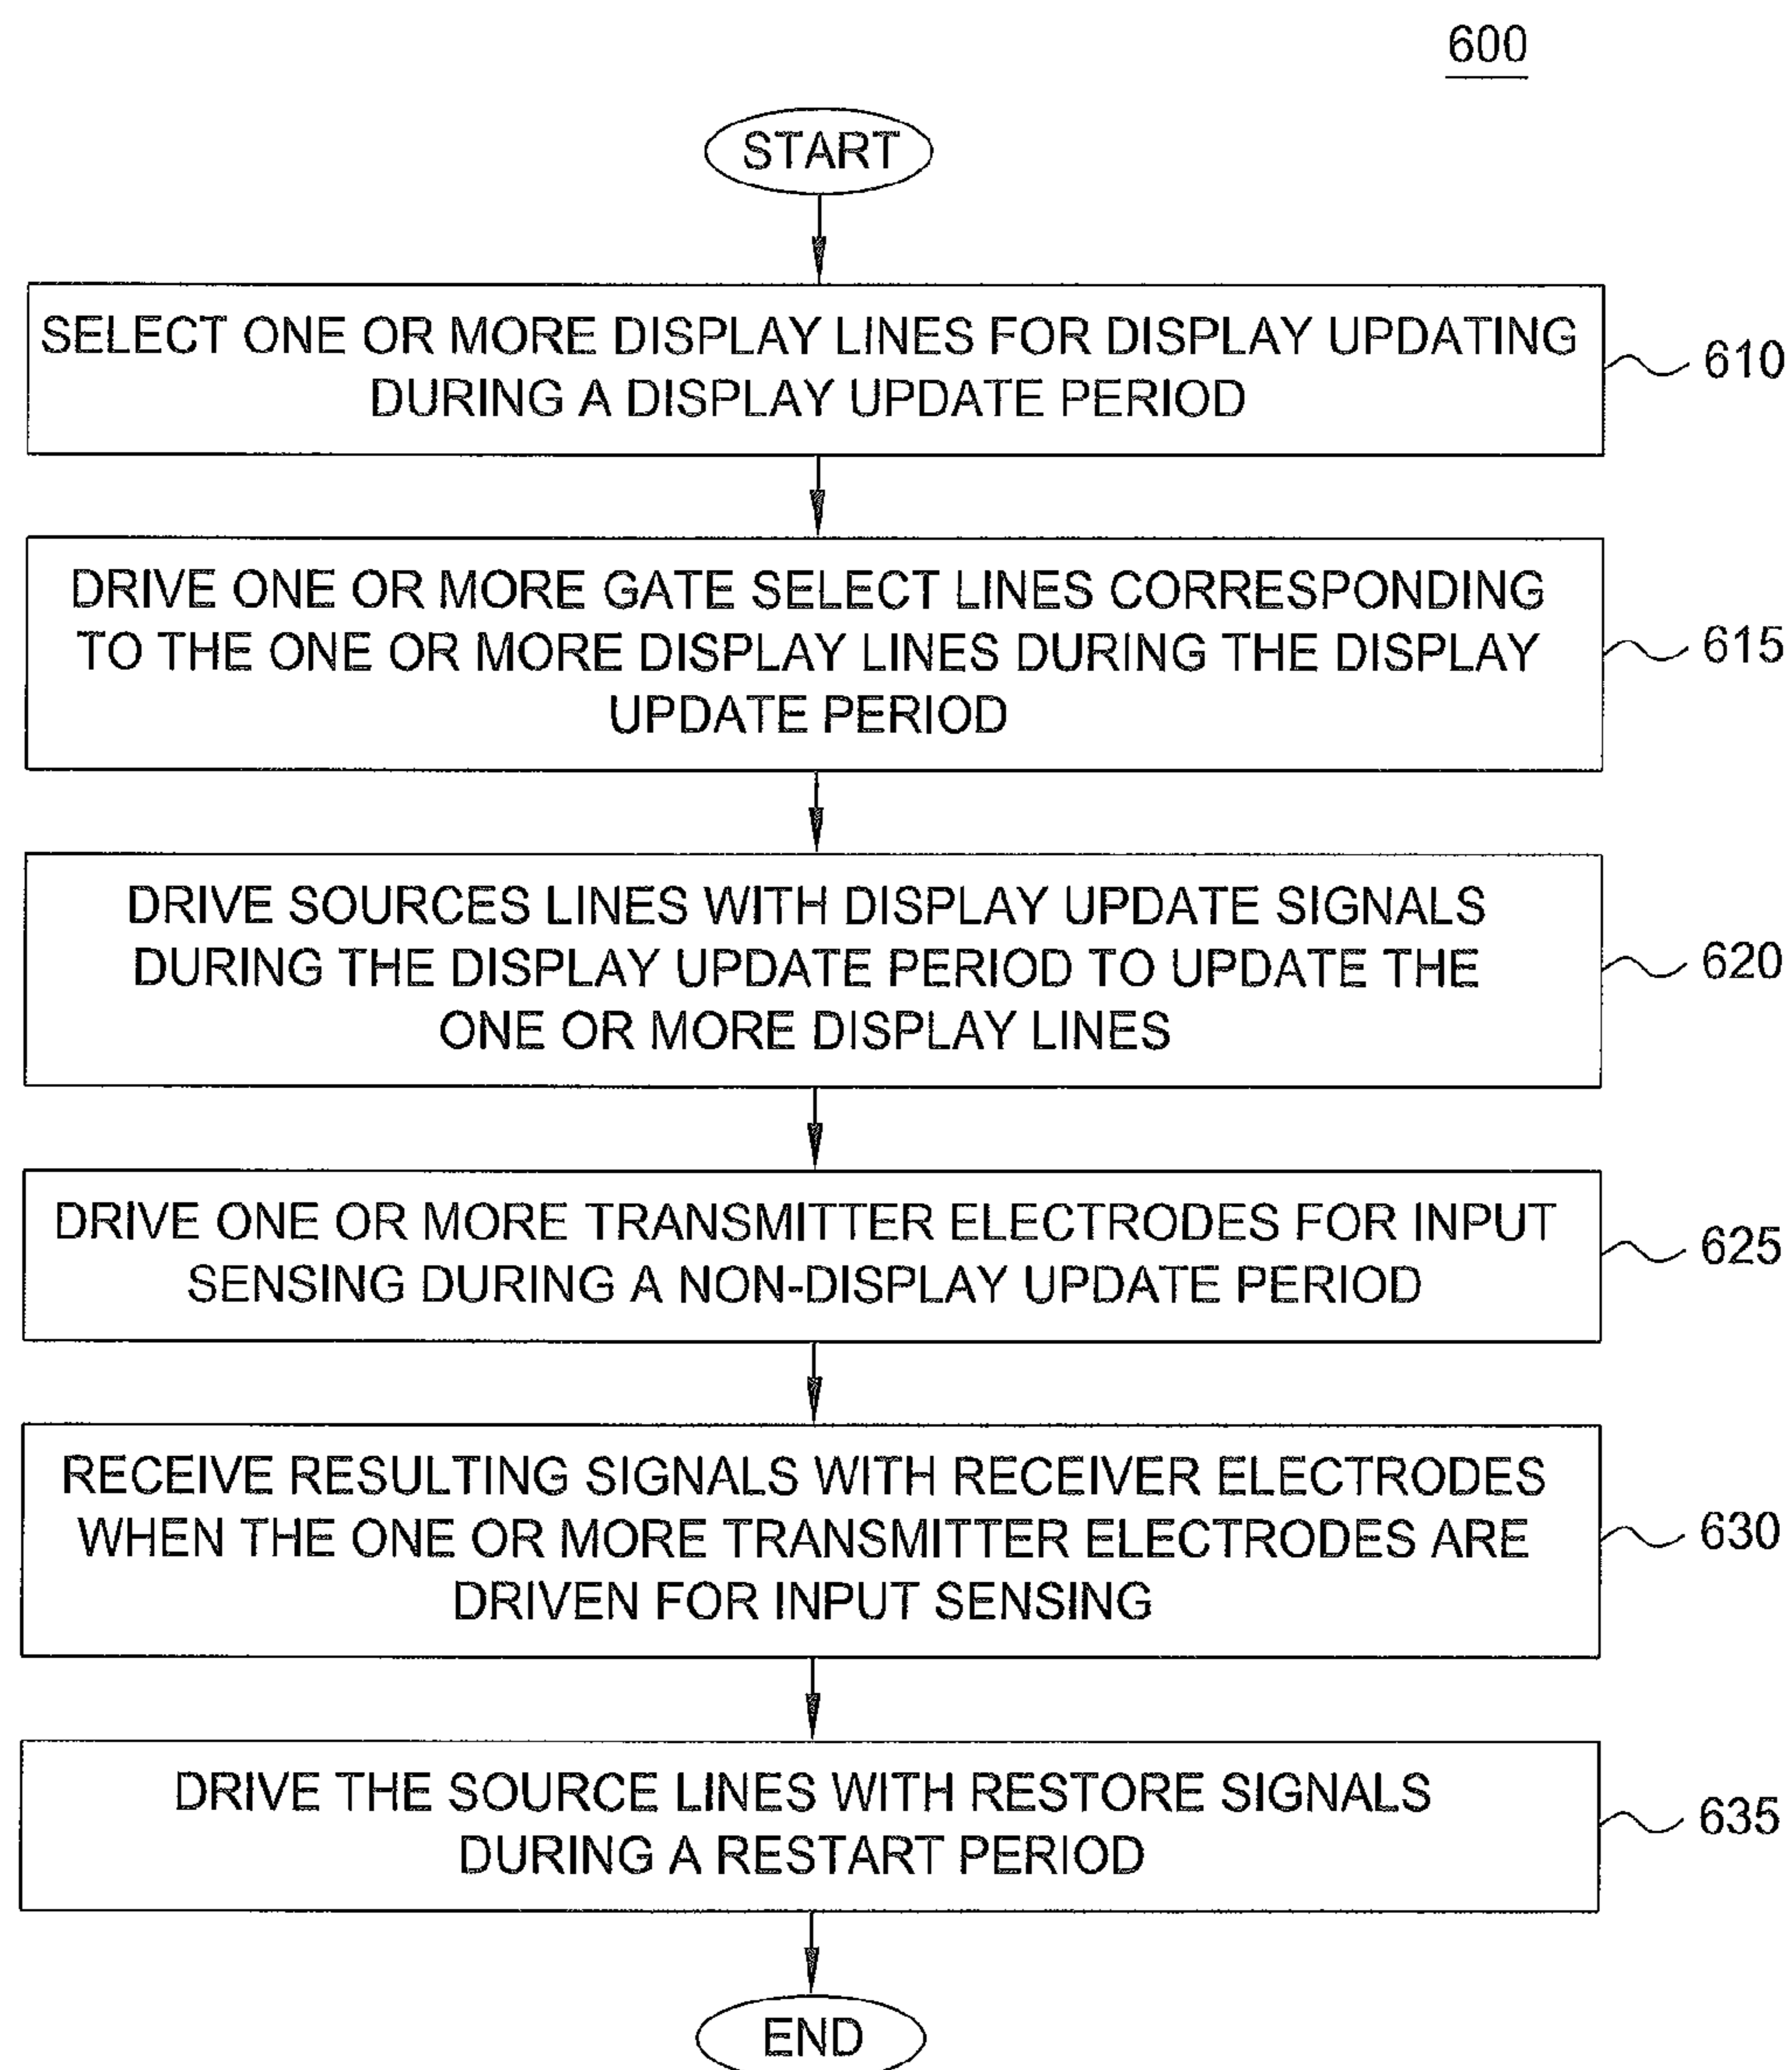 600
START
SELECT ONE OR MORE DISPLAY LINES FOR DISPLAY UPDATING
DURING A DISPLAY UPDATE PERIOD
610
DRIVE ONE OR MORE GATE SELECT LINES CORRESPONDING
TO THE ONE OR MORE DISPLAY LINES DURING THE DISPLAY
UPDATE PERIOD
615
DRIVE SOURCES LINES WITH DISPLAY UPDATE SIGNALS
DURING THE DISPLAY UPDATE PERIOD TO UPDATE THE
ONE OR MORE DISPLAY LINES
620
DRIVE ONE OR MORE TRANSMITTER ELECTRODES FOR INPUT
SENSING DURING A NON-DISPLAY UPDATE PERIOD
625
RECEIVE RESULTING SIGNALS WITH RECEIVER ELECTRODES
WHEN THE ONE OR MORE TRANSMITTER ELECTRODES ARE
DRIVEN FOR INPUT SENSING
630
DRIVE THE SOURCE LINES WITH RESTORE SIGNALS
DURING A RESTART PERIOD
635
END